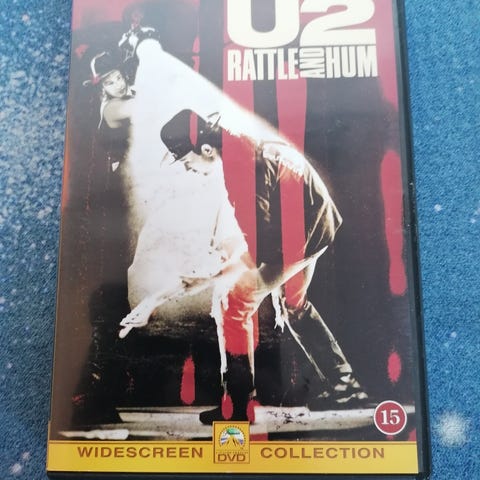 U2
RATTLE AND HUM
15
WIDESCREEN DVD COLLECTION